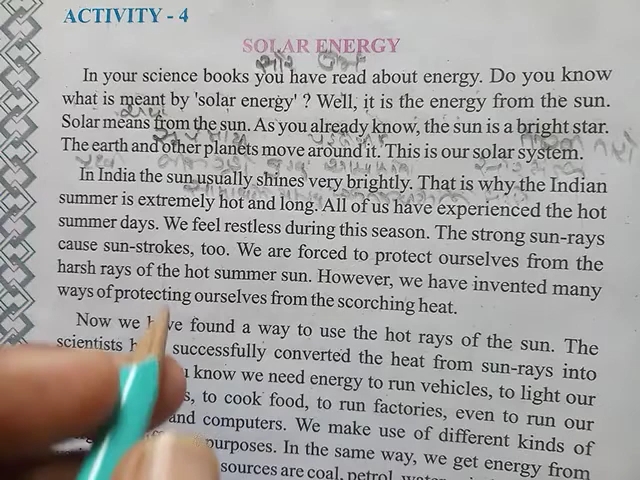 ACTIVITY - 4
SOLAR ENERGY
In your science books you have read about energy. Do you know
what is meant by 'solar energy' ? Well, it is the energy from the sun.
Solar means from the sun. As you already know, the sun is a bright star.
The earth and other planets move around it. This is our solar system.
In India the sun usually shines very brightly. That is why the Indian
summer is extremely hot and long. All of us have experienced the hot
summer days. We feel restless during this season. The strong sun-rays
cause sun-strokes, too. We are forced to protect ourselves from the
harsh rays of the hot summer sun. However, we have invented many
ways of protecting ourselves from the scorching heat.
Now we have found a way to use the hot rays of the sun. The
scientists successfully converted the heat from sun-rays into
know we need energy to run vehicles, to light our
to cook food, to run factories, even to run our
and computers. We make use of different kinds of
purposes. In the same way, we get energy from
sources are coal, petrol,